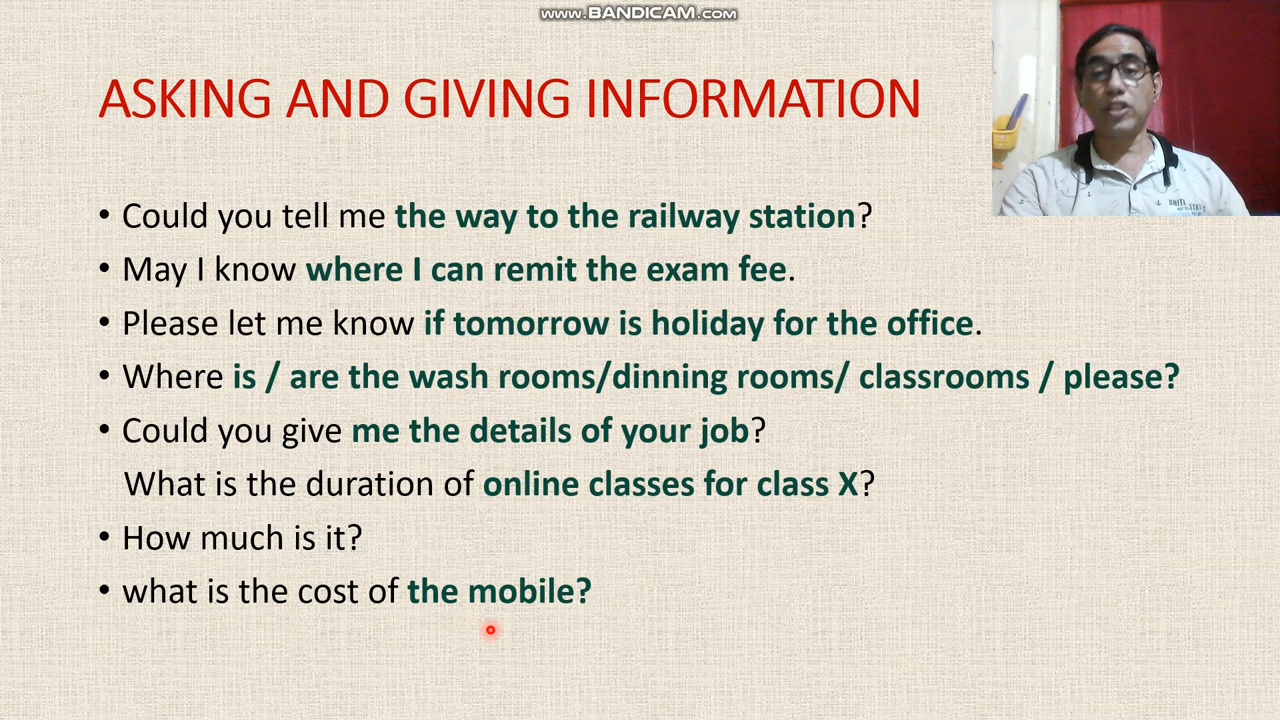 www.BANDICAM.com
ASKING AND GIVING INFORMATION
• Could you tell me the way to the railway station?
• May I know where I can remit the exam fee.
• Please let me know if tomorrow is holiday for the office.
• Where is / are the wash rooms/dinning rooms/ classrooms / please?
• Could you give me the details of your job?
What is the duration of online classes for class X?
• How much is it?
• what is the cost of the mobile?